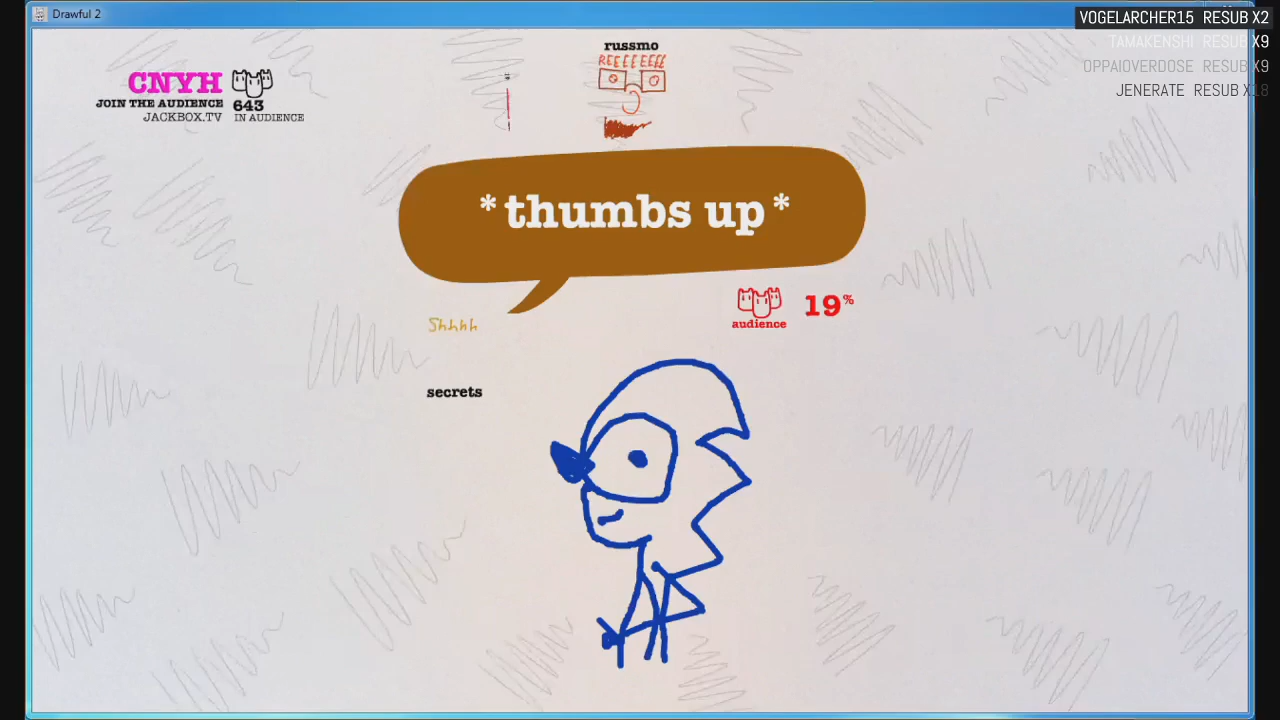 Drawful 2
VOGELARCHER15 RESUB X2
TAMAKENSHI RESUB X9
OPPAIOVERDOSE RESUB X9
JENERATE RESUB X18
CNYH
JOIN THE AUDIENCE
JACKBOX.TV
643
IN AUDIENCE
russmo
REEEEEEE
*thumbs up*
Shhhh
secrets
audience
19%